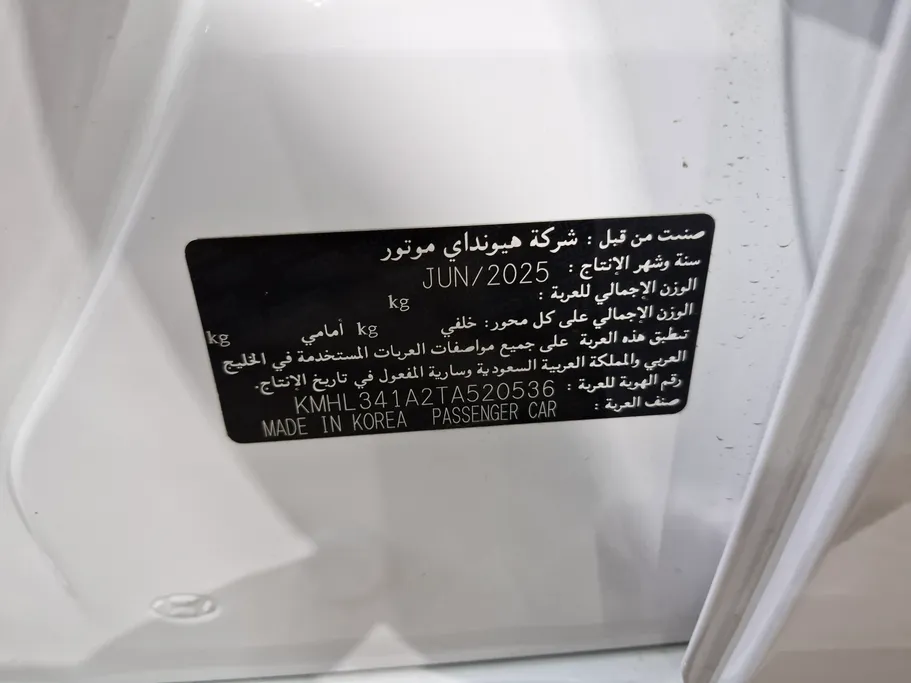 صنعت من قبل : شركة هيونداي موتور
سنة وشهر الإنتاج : JUN/2025
الوزن الإجمالي للعربة : kg
الوزن الإجمالي على كل محور: خلفي kg أمامي kg
تطبق هذه العربة على جميع مواصفات العربات المستخدمة في الخليج
العربي والمملكة العربية السعودية وسارية المفعول في تاريخ الإنتاج.
رقم الهوية للعربة : KMHL341A2TA520536
صنف العربة : MADE IN KOREA PASSENGER CAR